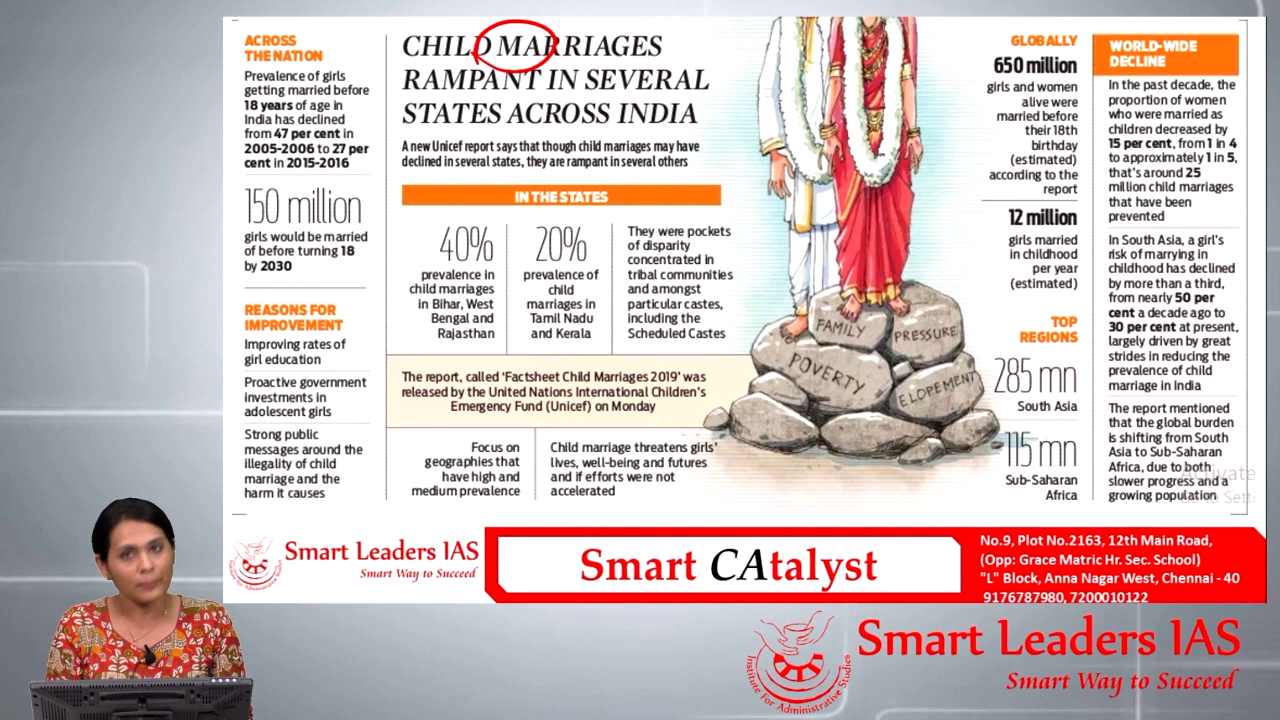 ACROSS
THE NATION
Prevalence of girls
getting married before
18 years of age in
India has declined
from 47 per cent in
2005-2006 to 27 per
cent in 2015-2016
150 million
girls would be married
of before turning 18
by 2030
REASONS FOR
IMPROVEMENT
Improving rates of
girl education
Proactive government
investments in
adolescent girls
Strong public
messages around the
illegality of child
marriage and the
harm it causes
CHILD MARRIAGES
RAMPANT IN SEVERAL
STATES ACROSS INDIA
A new Unicef report says that though child marriages may have
declined in several states, they are rampant in several others
IN THE STATES
40%
prevalence in
child marriages
in Bihar, West
Bengal and
Rajasthan
20%
prevalence of
child
marriages in
Tamil Nadu
and Kerala
They were pockets
of disparity
concentrated in
tribal communities
and amongst
particular castes,
including the
Scheduled Castes
The report, called ‘Factsheet Child Marriages 2019’ was
released by the United Nations International Children’s
Emergency Fund (Unicef) on Monday
Focus on
geographies that
have high and
medium prevalence
Child marriage threatens girls’
lives, well-being and futures
and if efforts were not
accelerated
FAMILY
PRESSURE
POVERTY
ELOPEMENT
GLOBALLY
650 million
girls and women
alive were
married before
their 18th
birthday
(estimated)
according to the
report
12 million
girls married
in childhood
per year
(estimated)
TOP
REGIONS
285 mn
South Asia
115 mn
Sub-Saharan
Africa
WORLD-WIDE
DECLINE
In the past decade, the
proportion of women
who were married as
children decreased by
15 per cent, from 1 in 4
to approximately 1 in 5,
that’s around 25
million child marriages
that have been
prevented
In South Asia, a girl’s
risk of marrying in
childhood has declined
by more than a third,
from nearly 50 per
cent a decade ago to
30 per cent at present,
largely driven by great
strides in reducing the
prevalence of child
marriage in India
The report mentioned
that the global burden
is shifting from South
Asia to Sub-Saharan
Africa, due to both
slower progress and a
growing population
Activate
Go to Setti
Smart Leaders IAS
Smart Way to Succeed
Smart CAtalyst
No.9, Plot No.2163, 12th Main Road,
(Opp: Grace Matric Hr. Sec. School)
"L" Block, Anna Nagar West, Chennai - 40
9176787980, 7200010122
Institute For Administrative Studies
Smart Leaders IAS
Smart Way to Succeed